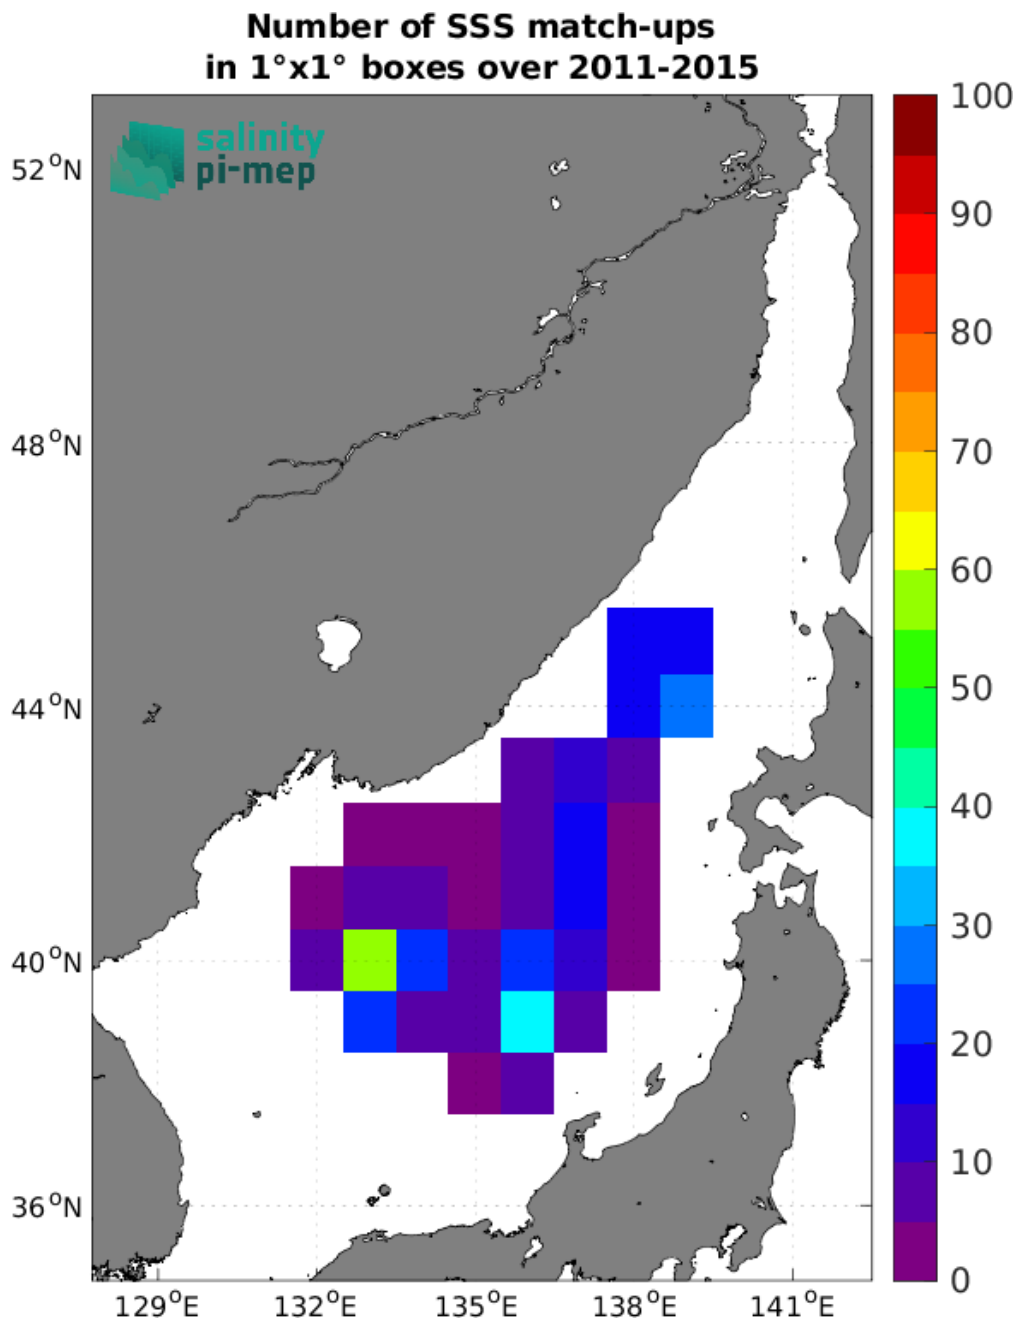 Number of SSS match-ups
in 1°x1° boxes over 2011-2015
salinity
pi-mep
52°N
48°N
44°N
40°N
36°N
129°E
132°E
135°E
138°E
141°E
100
90
80
70
60
50
40
30
20
10
0